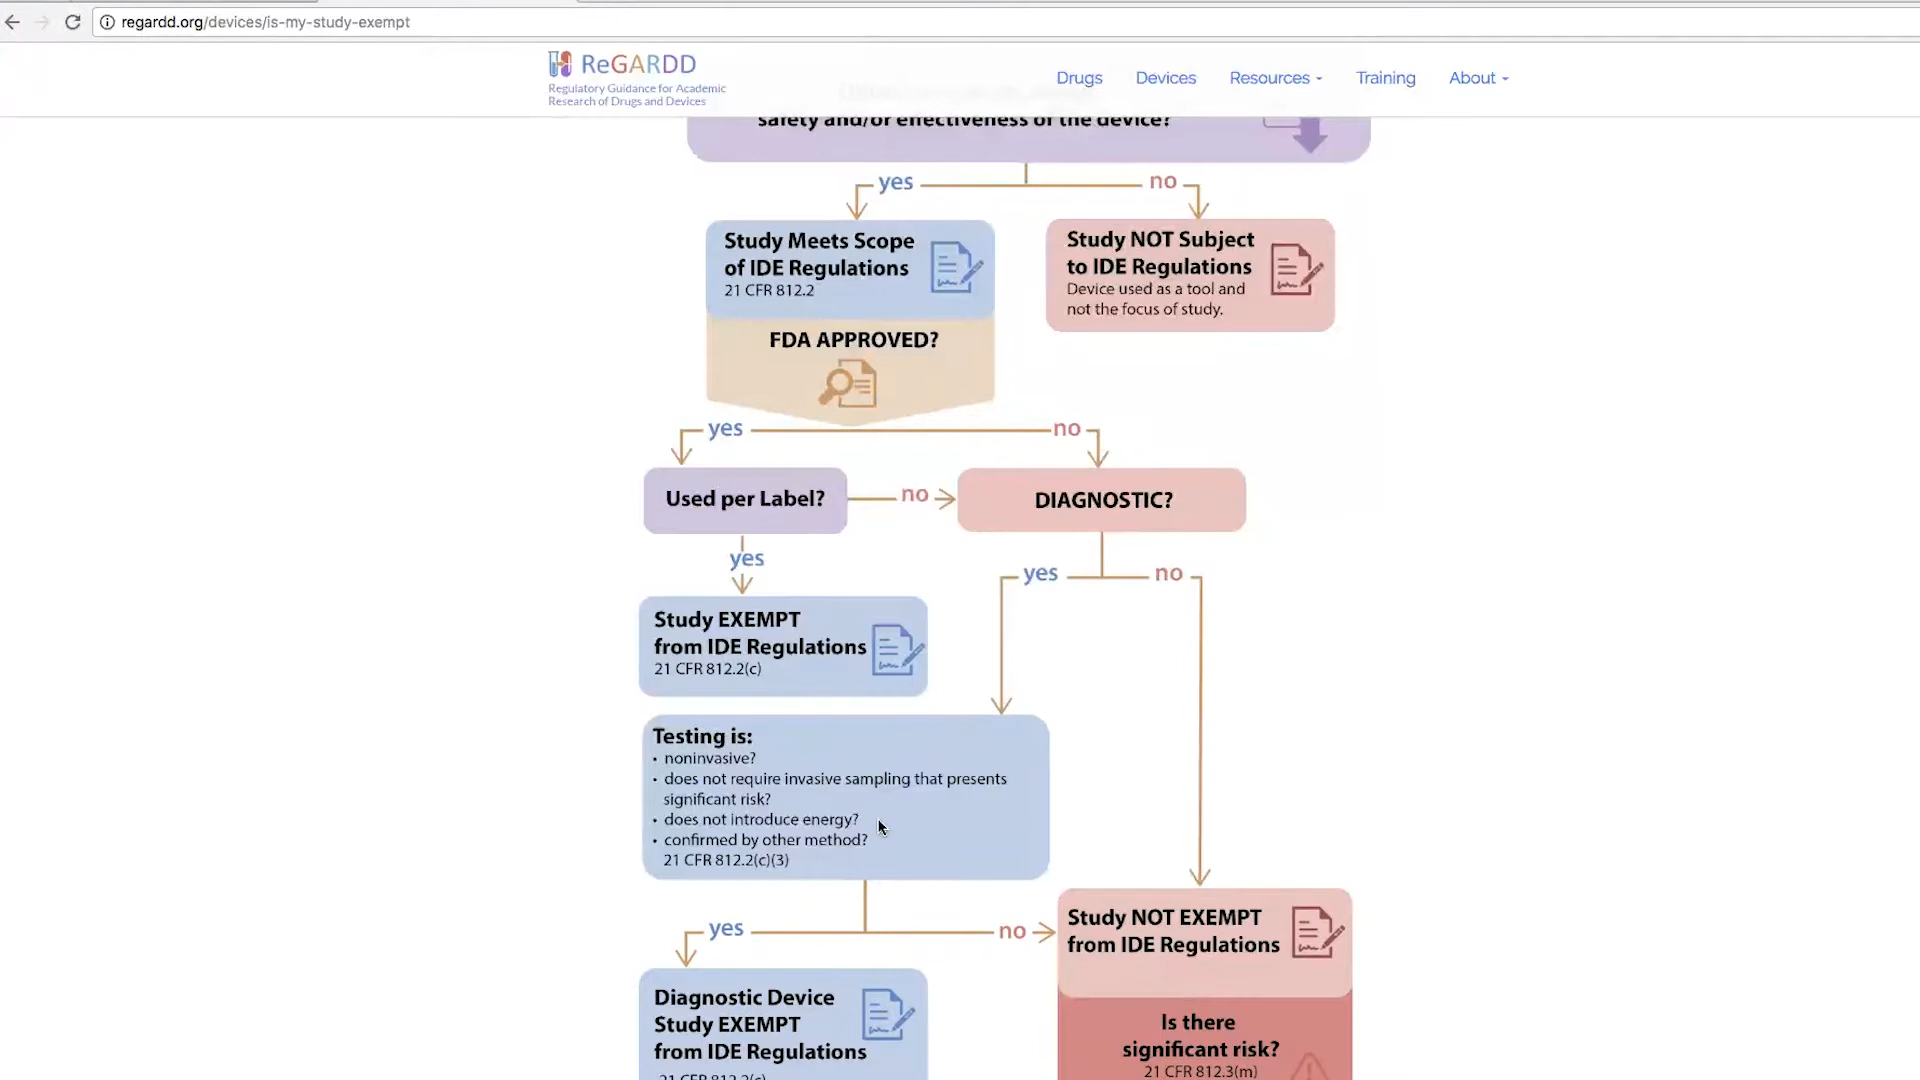 regardd.org/devices/is-my-study-exempt
ReGARDD
Regulatory Guidance for Academic
Research of Drugs and Devices
Drugs
Devices
Resources
Training
About
safety and/or effectiveness of the device?
yes
no
Study Meets Scope
of IDE Regulations
21 CFR 812.2
Study NOT Subject
to IDE Regulations
Device used as a tool and
not the focus of study.
FDA APPROVED?
yes
no
Used per Label?
no
DIAGNOSTIC?
yes
yes
no
Study EXEMPT
from IDE Regulations
21 CFR 812.2(c)
Testing is:
• noninvasive?
• does not require invasive sampling that presents
significant risk?
• does not introduce energy?
• confirmed by other method?
21 CFR 812.2(c)(3)
yes
no
Study NOT EXEMPT
from IDE Regulations
Diagnostic Device
Study EXEMPT
from IDE Regulations
21 CFR 812.2(c)
Is there
significant risk?
21 CFR 812.3(m)